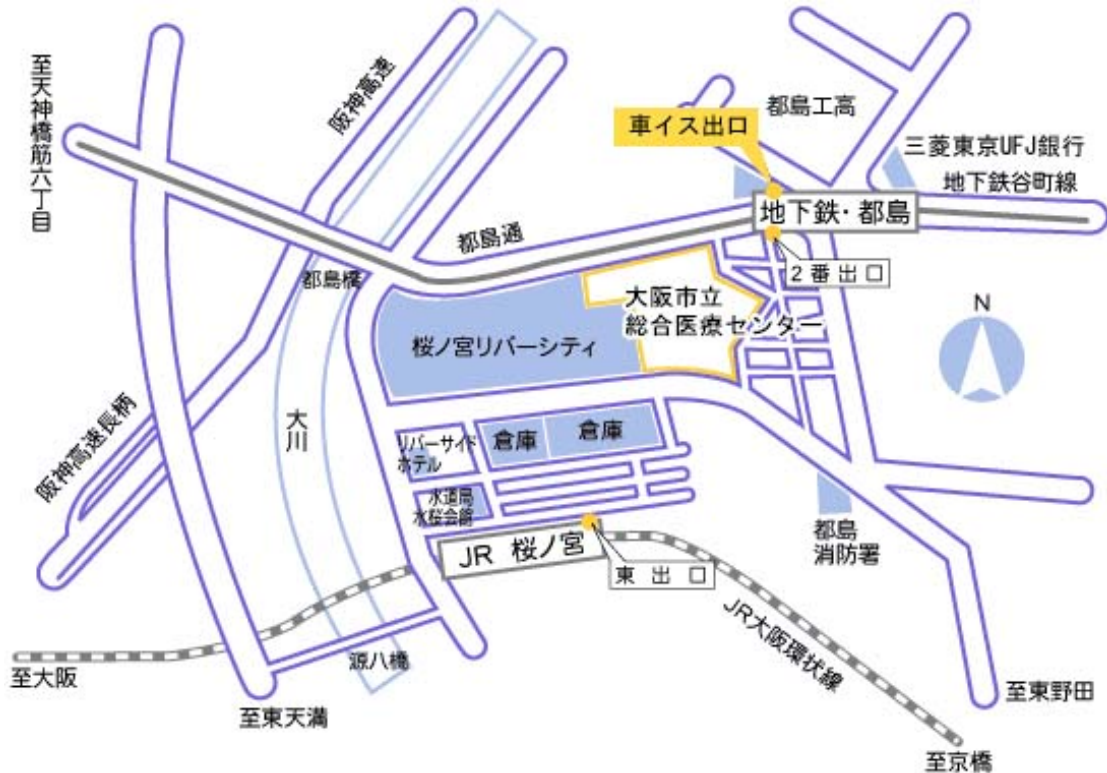 至天神橋筋六丁目
阪神高速
都島工高
車イス出口
三菱東京UFJ銀行
地下鉄谷町線
地下鉄・都島
都島通
2番出口
都島橋
大阪市立
総合医療センター
N
桜ノ宮リバーシティ
大川
阪神高速長柄
リバーサイド
ホテル
倉庫
倉庫
水道局
水桜会館
都島
消防署
JR 桜ノ宮
東出口
JR大阪環状線
源八橋
至大阪
至東天満
至東野田
至京橋